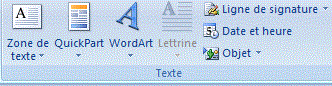 Zone de
texte
QuickPart
WordArt
Lettrine
Ligne de signature
Date et heure
Objet
Texte